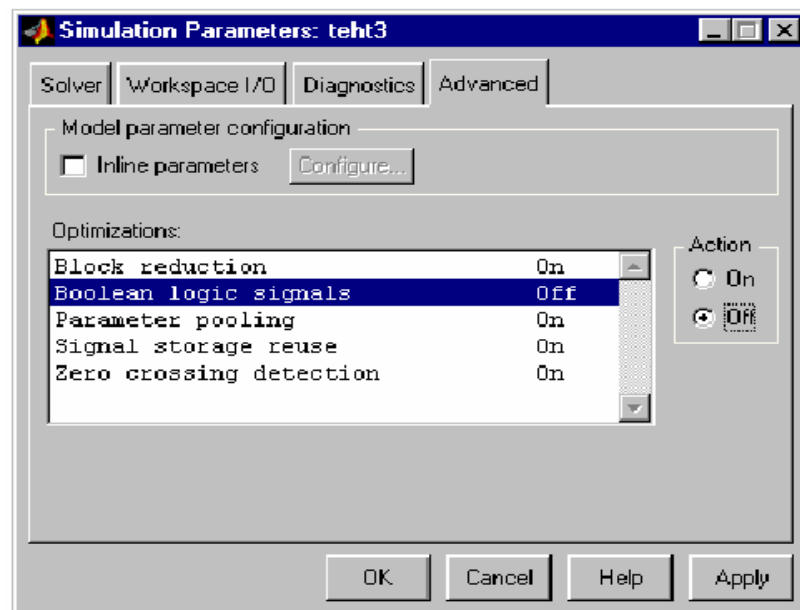 Simulation Parameters: teht3
Solver Workspace I/O Diagnostics Advanced
Model parameter configuration
Inline parameters Configure...
Optimizations:
Block reduction On
Boolean logic signals Off
Parameter pooling On
Signal storage reuse On
Zero crossing detection On
Action
On
Off
OK Cancel Help Apply